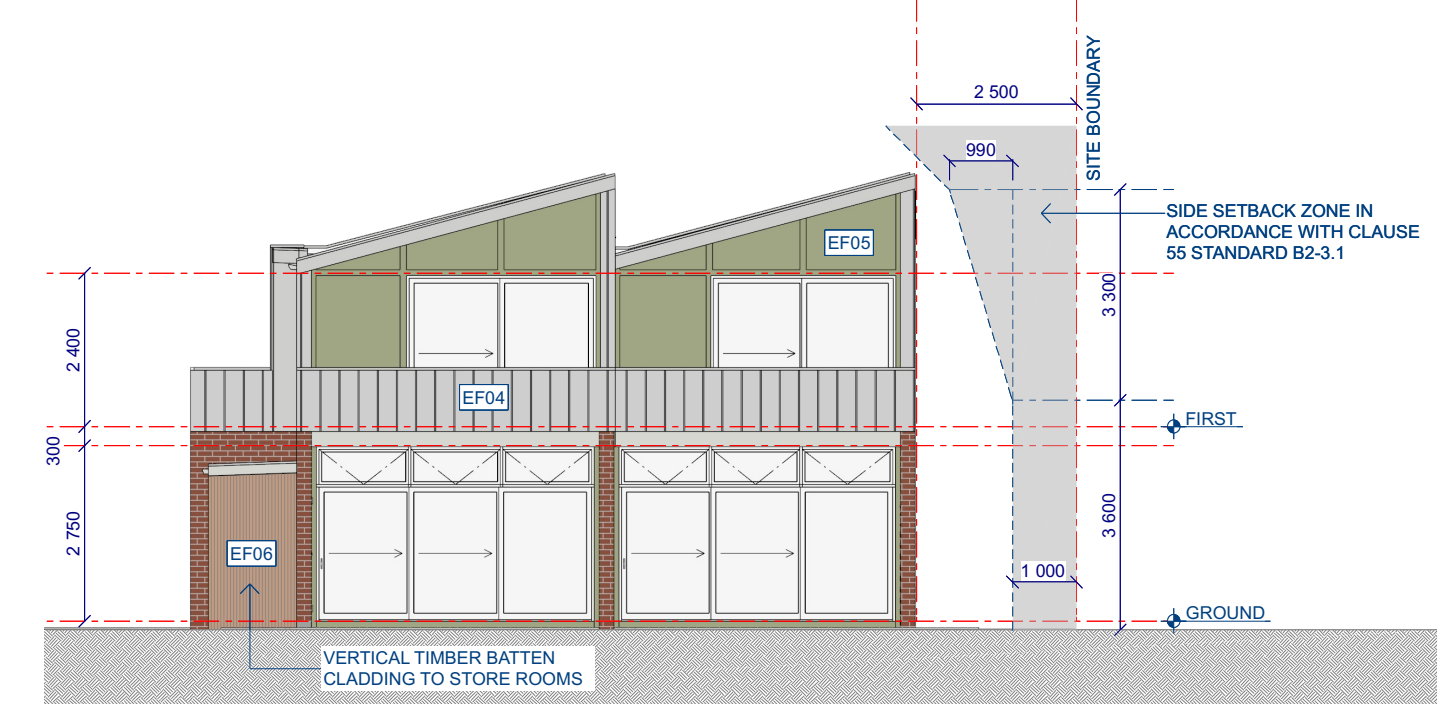 2 500
SITE BOUNDARY
990
SIDE SETBACK ZONE IN
ACCORDANCE WITH CLAUSE
55 STANDARD B2-3.1
EF05
3 300
2 400
EF04
FIRST
300
3 600
2 750
EF06
1 000
GROUND
VERTICAL TIMBER BATTEN
CLADDING TO STORE ROOMS